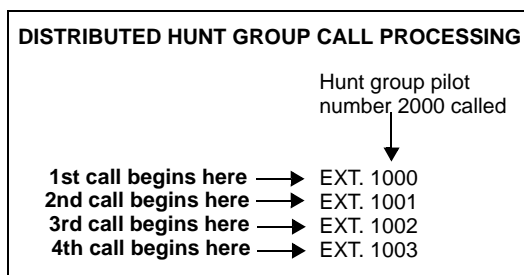 DISTRIBUTED HUNT GROUP CALL PROCESSING
Hunt group pilot
number 2000 called
1st call begins here EXT. 1000
2nd call begins here EXT. 1001
3rd call begins here EXT. 1002
4th call begins here EXT. 1003